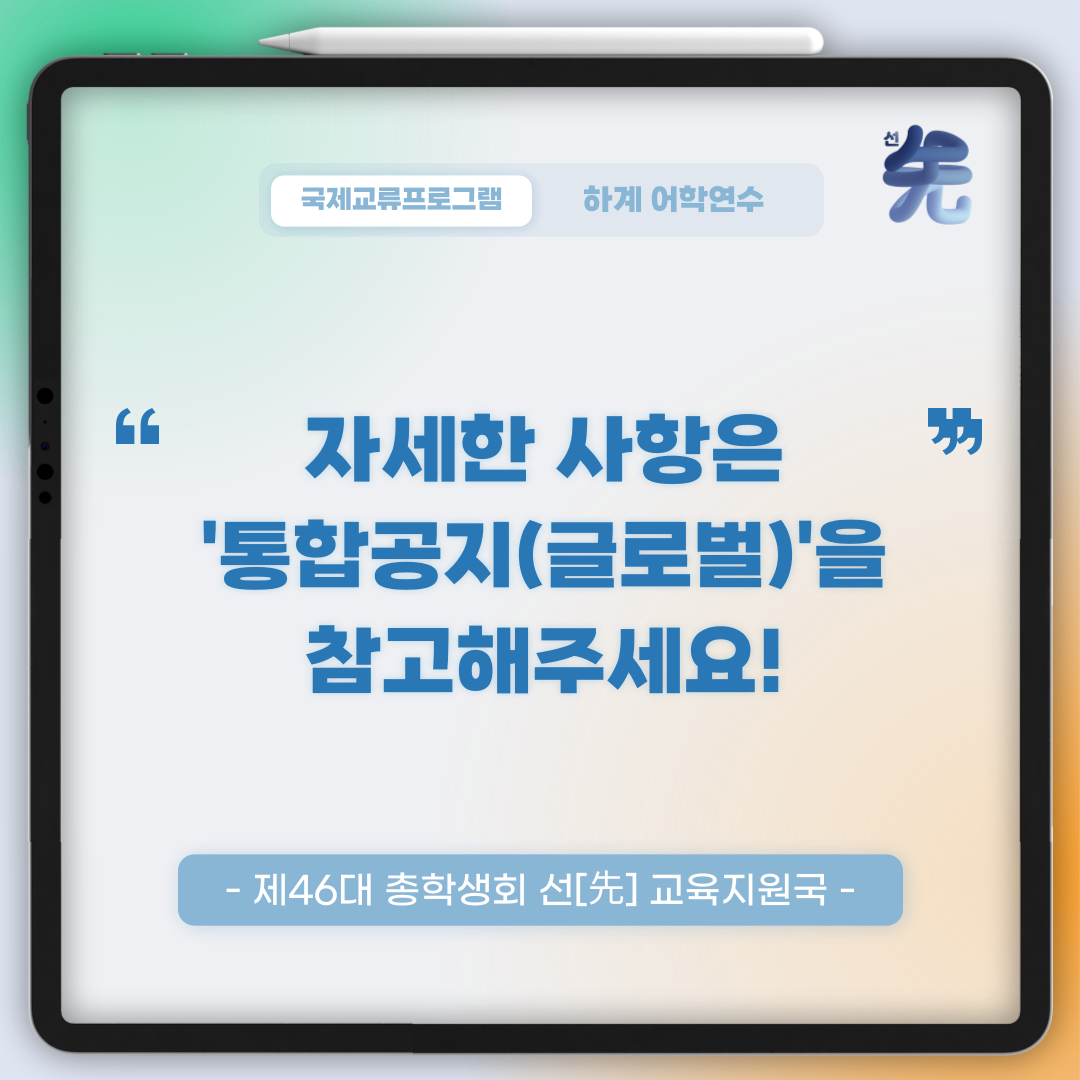 선
先
국제교류프로그램 하계 어학연수
“ 자세한 사항은 ”
'통합공지(글로벌)'을
참고해주세요!
- 제46대 총학생회 선[先] 교육지원국 -